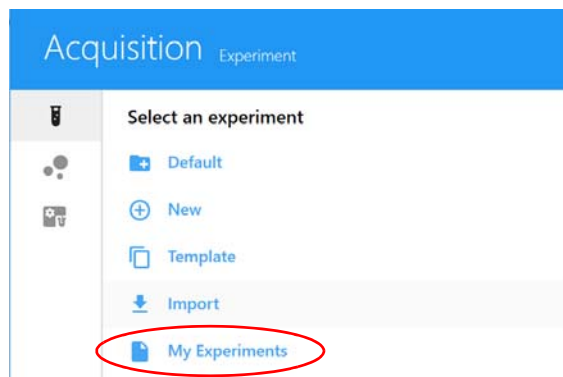 Acquisition Experiment
Select an experiment
Default
New
Template
Import
My Experiments